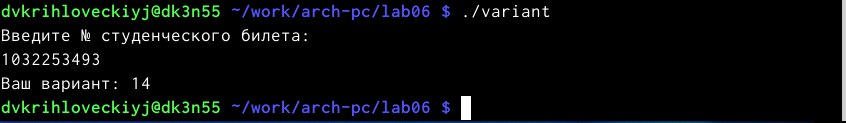 dvkrihloveckiyj@dk3n55 ~/work/arch-pc/lab06 $ ./variant
Введите № студенческого билета:
1032253493
Ваш вариант: 14
dvkrihloveckiyj@dk3n55 ~/work/arch-pc/lab06 $